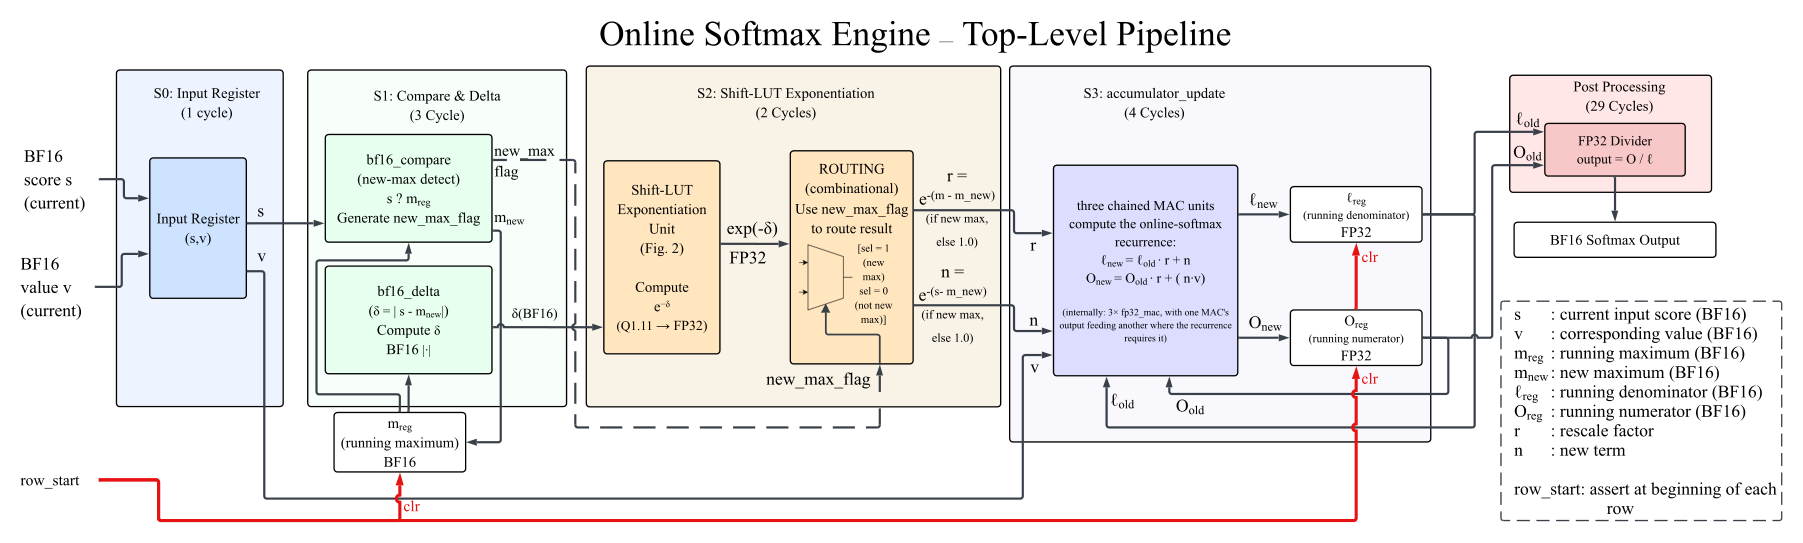 Online Softmax Engine – Top-Level Pipeline
S0: Input Register
(1 cycle)
BF16
score s
(current)
BF16
value v
(current)
Input Register
(s,v)
s
v
row_start
S1: Compare & Delta
(3 Cycle)
bf16_compare
(new-max detect)
s ? mreg
Generate new_max_flag
new_max
flag
mnew
bf16_delta
(δ = | s - mnew|)
Compute δ
BF16 |·|
δ(BF16)
mreg
(running maximum)
BF16
clr
S2: Shift-LUT Exponentiation
(2 Cycles)
Shift-LUT
Exponentiation
Unit
(Fig. 2)
Compute
e−δ
(Q1.11 → FP32)
exp(-δ)
FP32
ROUTING
(combinational)
Use new_max_flag
to route result
[sel = 1
(new
max)
sel = 0
(not new
max)]
new_max_flag
r =
e-(m - m_new)
(if new max,
else 1.0)
n =
e-(s- m_new)
(if new max,
else 1.0)
S3: accumulator_update
(4 Cycles)
r
n
v
three chained MAC units
compute the online-softmax
recurrence:
ℓnew = ℓold · r + n
Onew = Oold · r + ( n·v)
(internally: 3× fp32_mac, with one MAC's
output feeding another where the recurrence
requires it)
ℓnew
Onew
ℓold
Oold
ℓreg
(running denominator)
FP32
clr
Oreg
(running numerator)
FP32
clr
Post Processing
(29 Cycles)
ℓold
Oold
FP32 Divider
output = O / ℓ
BF16 Softmax Output
s : current input score (BF16)
v : corresponding value (BF16)
mreg : running maximum (BF16)
mnew : new maximum (BF16)
ℓreg : running denominator (BF16)
Oreg : running numerator (BF16)
r : rescale factor
n : new term
row_start: assert at beginning of each
row